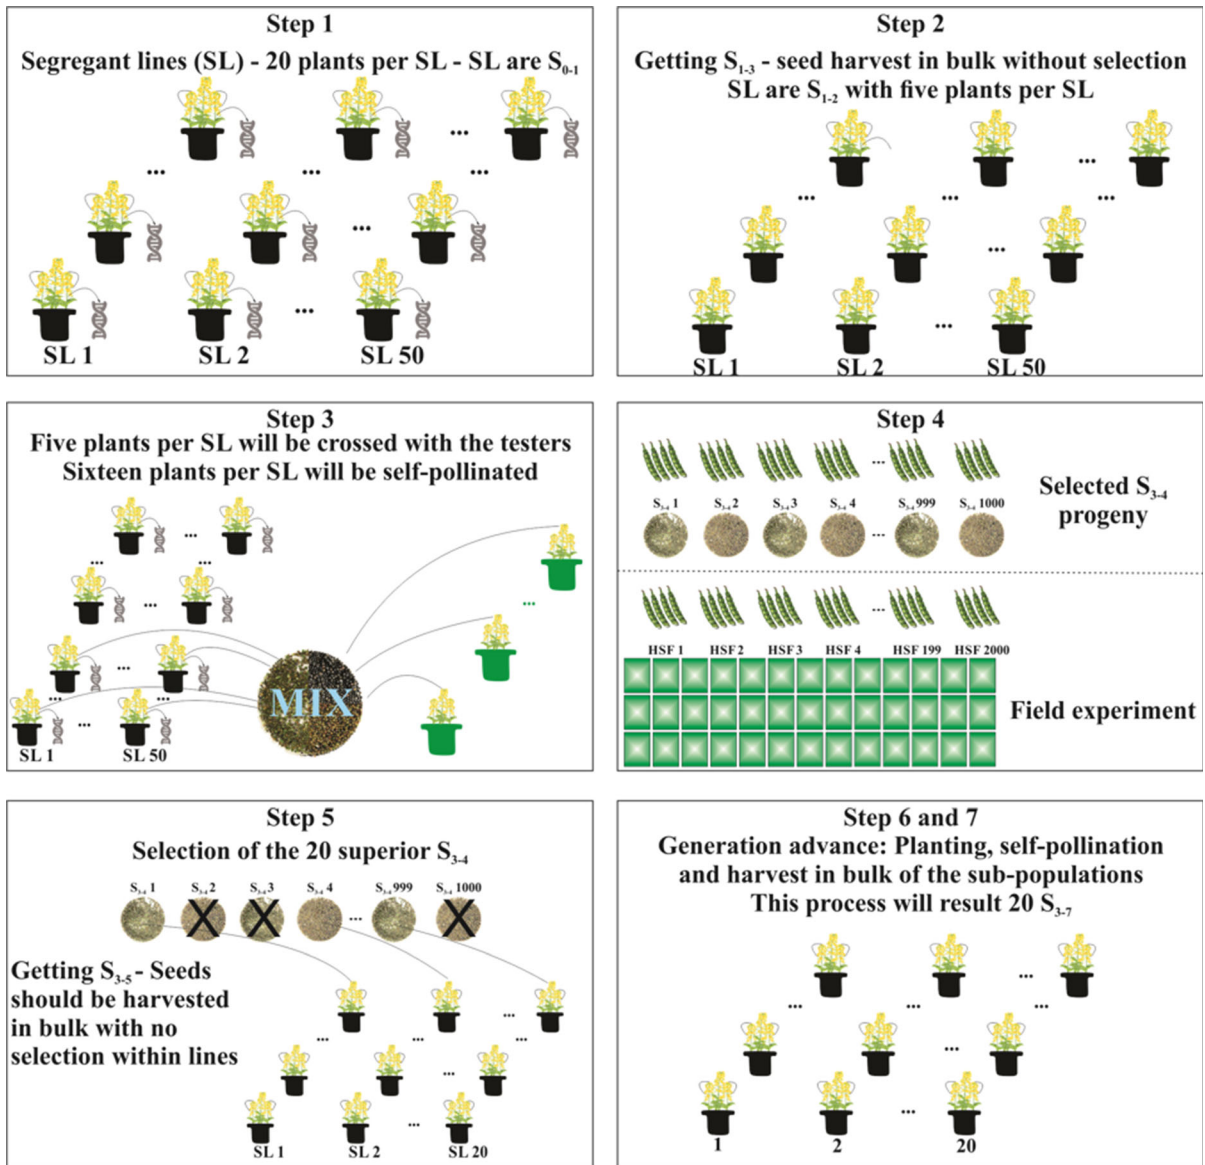 Step 1
Segregant lines (SL) - 20 plants per SL - SL are S0-1
...
... ... ...
...
...
SL 1 SL 2 SL 50
Step 2
Getting S1-3 - seed harvest in bulk without selection
SL are S1-2 with five plants per SL
...
... ... ...
...
...
SL 1 SL 2 SL 50
Step 3
Five plants per SL will be crossed with the testers
Sixteen plants per SL will be self-pollinated
...
... ...
...
...
...
... ...
...
MIX
SL 1 SL 50
Step 4
...
S3-4 1 S3-4 2 S3-4 3 S3-4 4 S3-4 999 S3-4 1000
...
Selected S3-4
progeny
...
HSF 1 HSF 2 HSF 3 HSF 4 HSF 199 HSF 2000
Field experiment
Step 5
Selection of the 20 superior S3-4
S3-4 1 S3-4 2 S3-4 3 S3-4 4 S3-4 999 S3-4 1000
X X ... X
Getting S3-5 - Seeds
should be harvested
in bulk with no
selection within lines
...
... ... ...
...
...
SL 1 SL 2 SL 20
Step 6 and 7
Generation advance: Planting, self-pollination
and harvest in bulk of the sub-populations
This process will result 20 S3-7
...
... ... ...
...
...
1 2 20